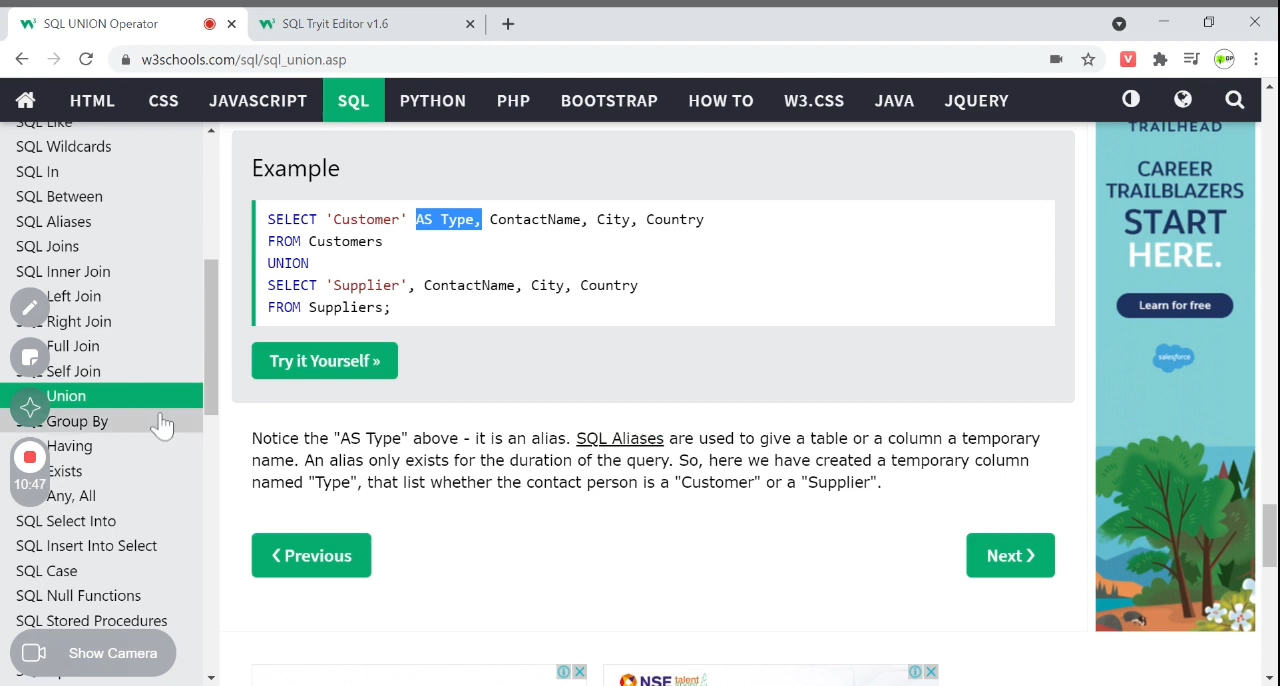 SQL UNION Operator
SQL Tryit Editor v1.6
w3schools.com/sql/sql_union.asp
HTML CSS JAVASCRIPT SQL PYTHON PHP BOOTSTRAP HOW TO W3.CSS JAVA JQUERY
SQL Like
SQL Wildcards
SQL In
SQL Between
SQL Aliases
SQL Joins
SQL Inner Join
Left Join
Right Join
Full Join
Self Join
Union
Group By
Having
Exists
Any, All
SQL Select Into
SQL Insert Into Select
SQL Case
SQL Null Functions
SQL Stored Procedures
10:47
Show Camera
Example
SELECT 'Customer' AS Type, ContactName, City, Country
FROM Customers
UNION
SELECT 'Supplier', ContactName, City, Country
FROM Suppliers;
Try it Yourself »
Notice the "AS Type" above - it is an alias. SQL Aliases are used to give a table or a column a temporary
name. An alias only exists for the duration of the query. So, here we have created a temporary column
named "Type", that list whether the contact person is a "Customer" or a "Supplier".
❮ Previous
Next ❯
TRAILHEAD
CAREER
TRAILBLAZERS
START
HERE.
Learn for free
salesforce
NSE talent